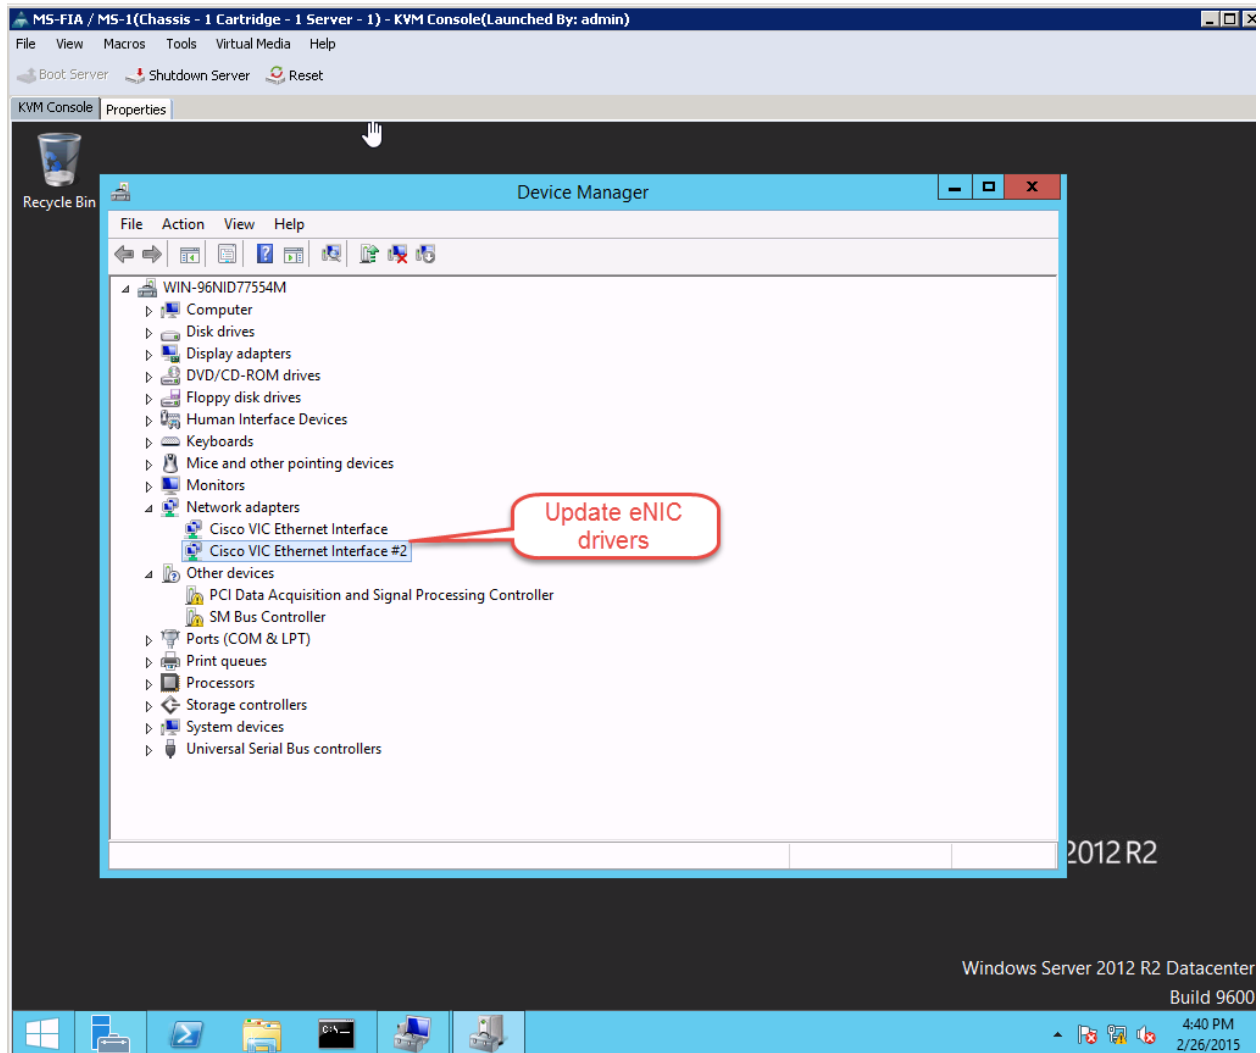 MS-FIA / MS-1(Chassis - 1 Cartridge - 1 Server - 1) - KVM Console(Launched By: admin)
File View Macros Tools Virtual Media Help
Boot Server Shutdown Server Reset
KVM Console Properties
Recycle Bin
Device Manager
File Action View Help
WIN-96NID77554M
Computer
Disk drives
Display adapters
DVD/CD-ROM drives
Floppy disk drives
Human Interface Devices
Keyboards
Mice and other pointing devices
Monitors
Network adapters
Cisco VIC Ethernet Interface
Cisco VIC Ethernet Interface #2
Update eNIC
drivers
Other devices
PCI Data Acquisition and Signal Processing Controller
SM Bus Controller
Ports (COM & LPT)
Print queues
Processors
Storage controllers
System devices
Universal Serial Bus controllers
2012 R2
Windows Server 2012 R2 Datacenter
Build 9600
4:40 PM
2/26/2015